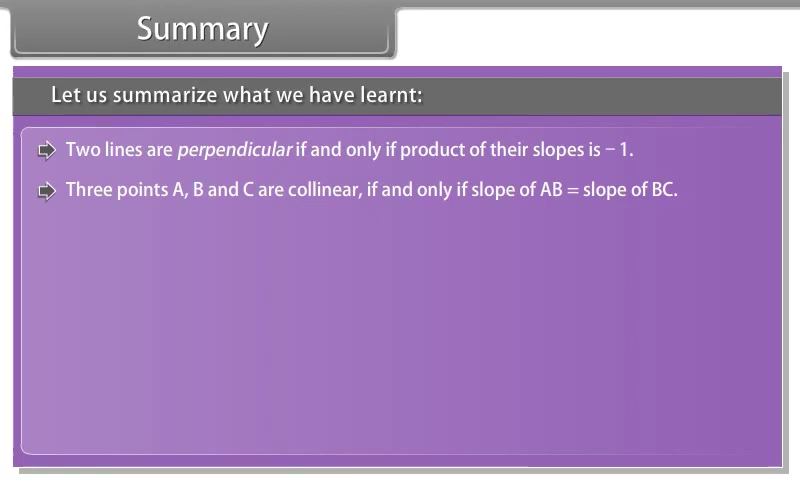 Summary
Let us summarize what we have learnt:
Two lines are perpendicular if and only if product of their slopes is − 1.
Three points A, B and C are collinear, if and only if slope of AB = slope of BC.